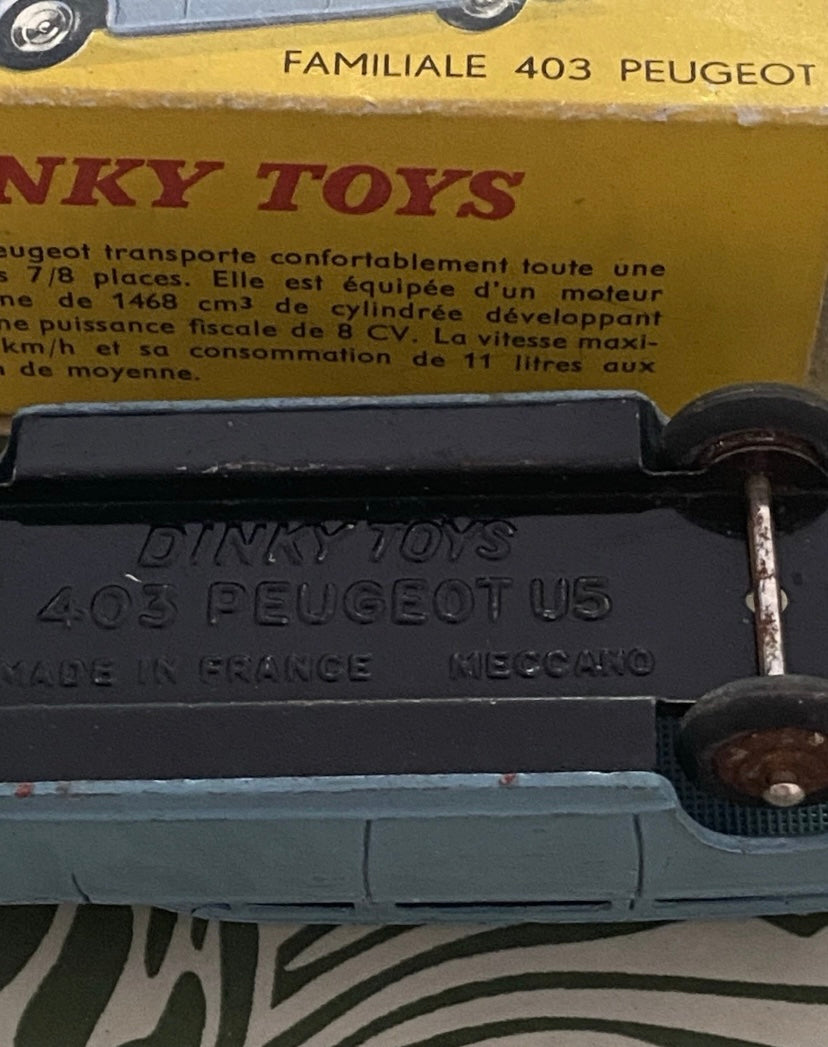 FAMILIALE 403 PEUGEOT
NKY TOYS
eugeot transporte confortablement toute une
s 7/8 places. Elle est équipée d'un moteur
ne de 1468 cm3 de cylindrée développant
ne puissance fiscale de 8 CV. La vitesse maxi-
km/h et sa consommation de 11 litres aux
de moyenne.
DINKY TOYS
403 PEUGEOT U5
MADE IN FRANCE MECCANO